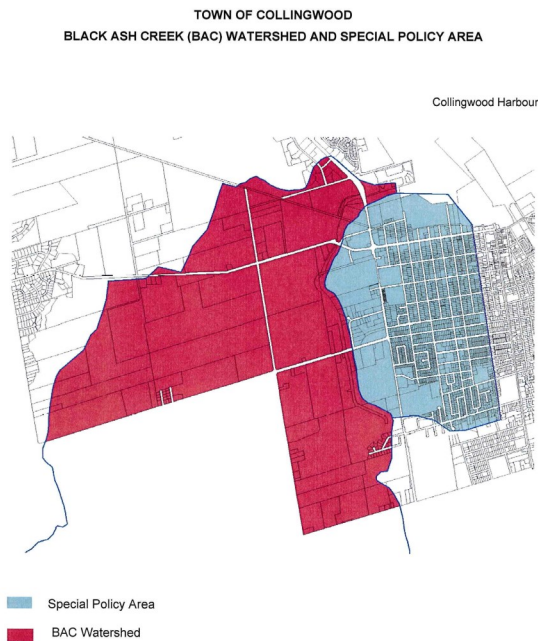 TOWN OF COLLINGWOOD
BLACK ASH CREEK (BAC) WATERSHED AND SPECIAL POLICY AREA
Collingwood Harbour
Special Policy Area
BAC Watershed